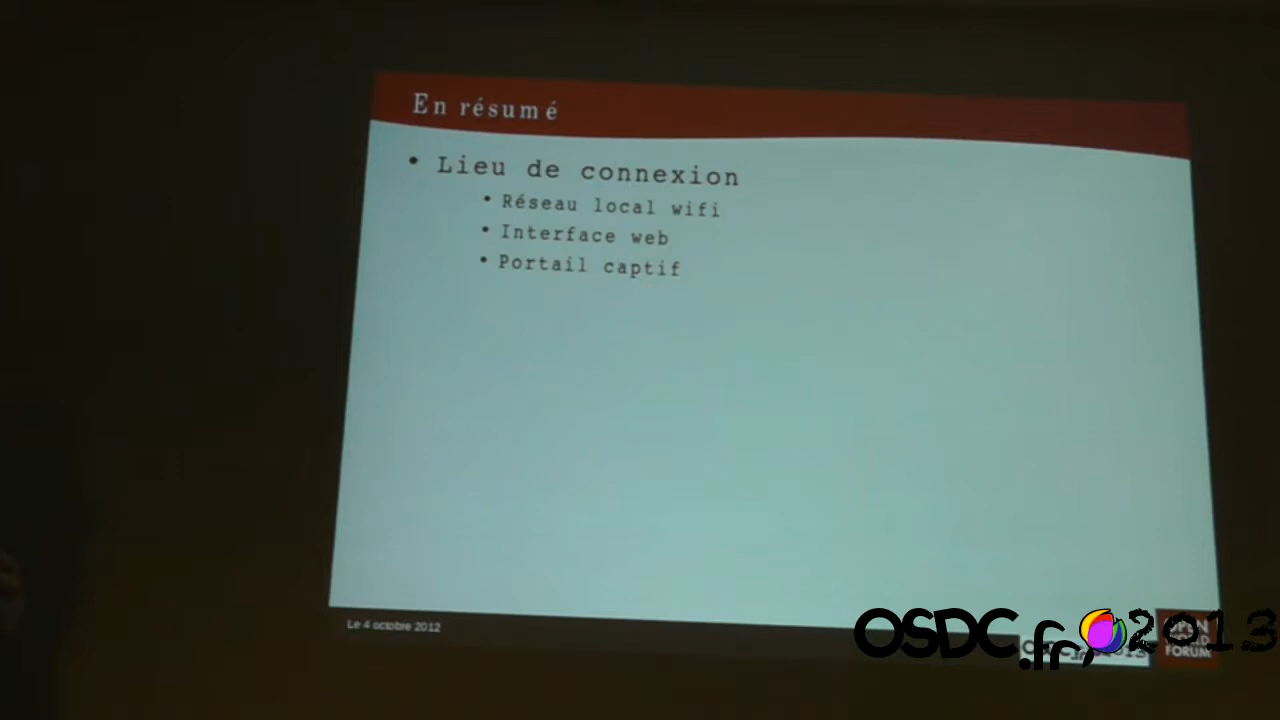 En résumé
• Lieu de connexion
• Réseau local wifi
• Interface web
• Portail captif
Le 4 octobre 2012
OSDC.fr 2013
FORUM